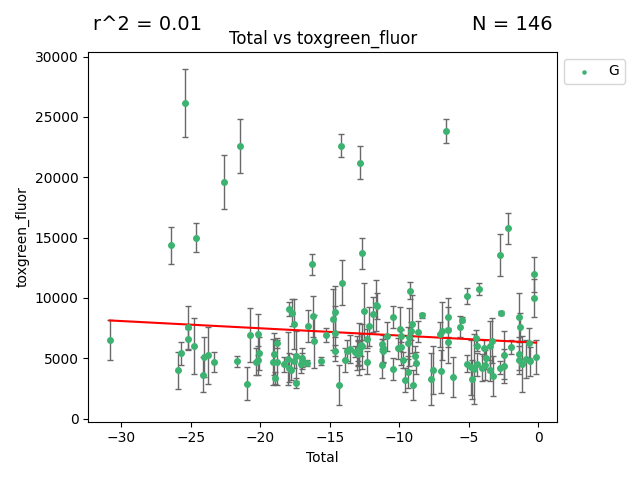 r^2 = 0.01
N = 146
Total vs toxgreen_fluor
G
30000
25000
20000
15000
10000
5000
0
toxgreen_fluor
−30 −25 −20 −15 −10 −5 0
Total